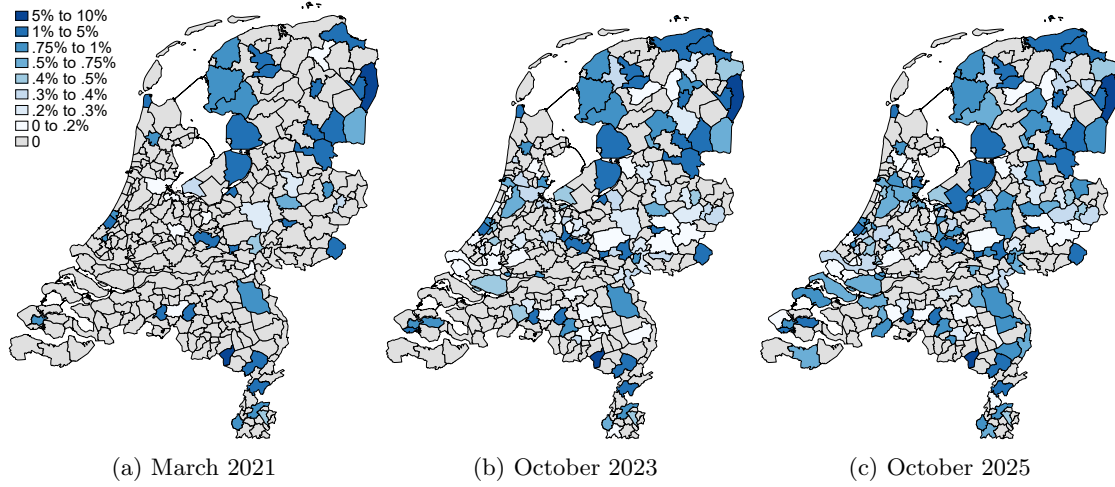 5% to 10%
1% to 5%
.75% to 1%
.5% to .75%
.4% to .5%
.3% to .4%
.2% to .3%
0 to .2%
0
(a) March 2021
(b) October 2023
(c) October 2025